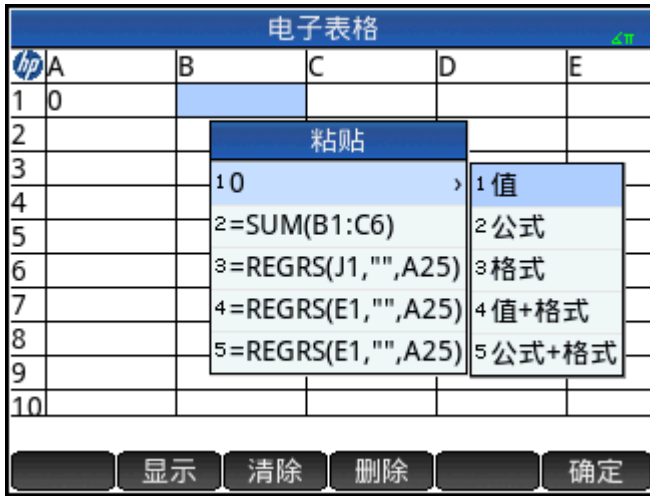 电子表格
∡π
hp A B C D E
1 0
2
3
4
5
6
7
8
9
10
粘贴
1 0 ›
2 =SUM(B1:C6)
3 =REGRS(J1,"",A25)
4 =REGRS(E1,"",A25)
5 =REGRS(E1,"",A25)
1 值
2 公式
3 格式
4 值+格式
5 公式+格式
显示 清除 删除 确定